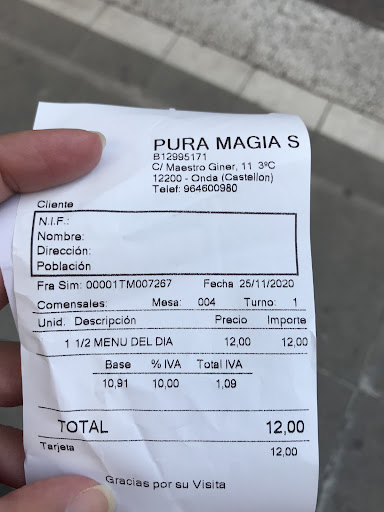 PURA MAGIA S
B12995171
C/ Maestro Giner, 11 3ºC
12200 - Onda (Castellon)
Telef: 964600980
Cliente
N.I.F.:
Nombre:
Dirección:
Población
Fra Sim: 00001TM007267 Fecha 25/11/2020
Comensales: Mesa: 004 Turno: 1
Unid. Descripción Precio Importe
1 1/2 MENU DEL DIA 12,00 12,00
Base % IVA Total IVA
10,91 10,00 1,09
TOTAL 12,00
Tarjeta 12,00
Gracias por su Visita